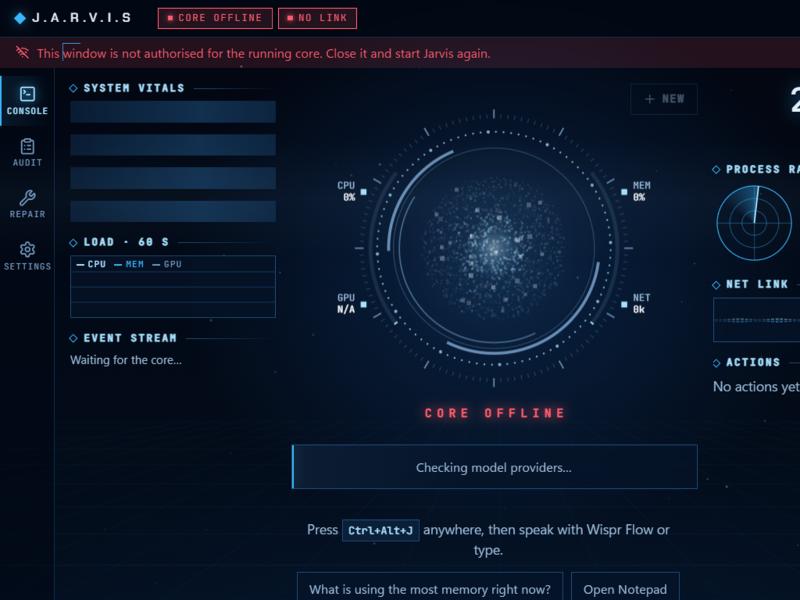 J.A.R.V.I.S
CORE OFFLINE
NO LINK
This window is not authorised for the running core. Close it and start Jarvis again.
CONSOLE
AUDIT
REPAIR
SETTINGS
SYSTEM VITALS
LOAD · 60 S
CPU MEM GPU
EVENT STREAM
Waiting for the core...
+ NEW
CPU
0%
MEM
0%
GPU
N/A
NET
0k
CORE OFFLINE
Checking model providers...
Press Ctrl+Alt+J anywhere, then speak with Wispr Flow or
type.
What is using the most memory right now?
Open Notepad
2
PROCESS RA
NET LINK
ACTIONS
No actions yet